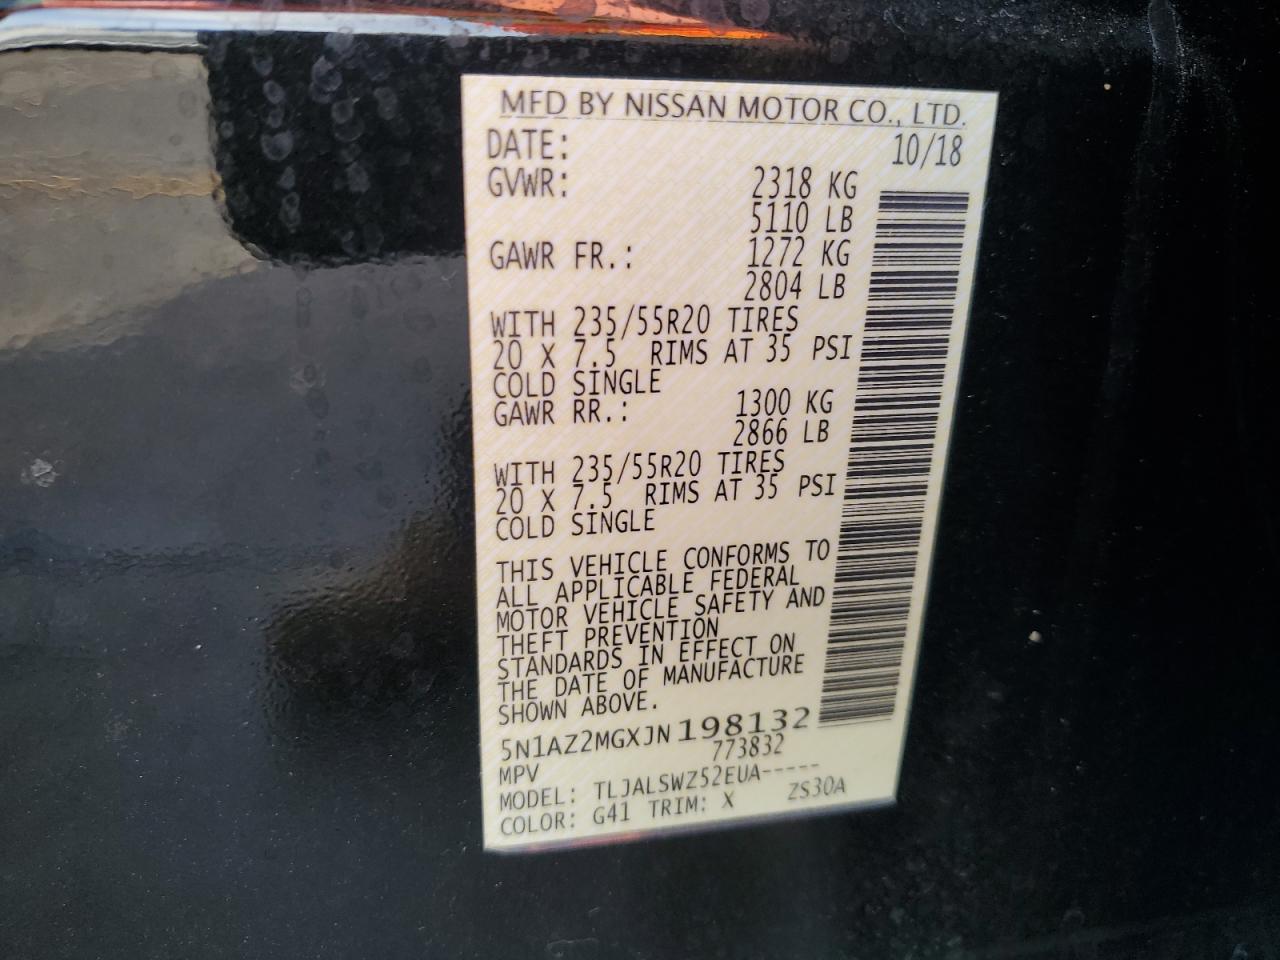 MFD BY NISSAN MOTOR CO., LTD.
DATE: 10/18
GVWR: 2318 KG
5110 LB
GAWR FR.: 1272 KG
2804 LB
WITH 235/55R20 TIRES
20 X 7.5 RIMS AT 35 PSI
COLD SINGLE
GAWR RR.: 1300 KG
2866 LB
WITH 235/55R20 TIRES
20 X 7.5 RIMS AT 35 PSI
COLD SINGLE
THIS VEHICLE CONFORMS TO
ALL APPLICABLE FEDERAL
MOTOR VEHICLE SAFETY AND
THEFT PREVENTION
STANDARDS IN EFFECT ON
THE DATE OF MANUFACTURE
SHOWN ABOVE.
5N1AZ2MGXJN198132
MPV 773832
MODEL: TLJALSWZ52EUA-----
COLOR: G41 TRIM: X ZS30A